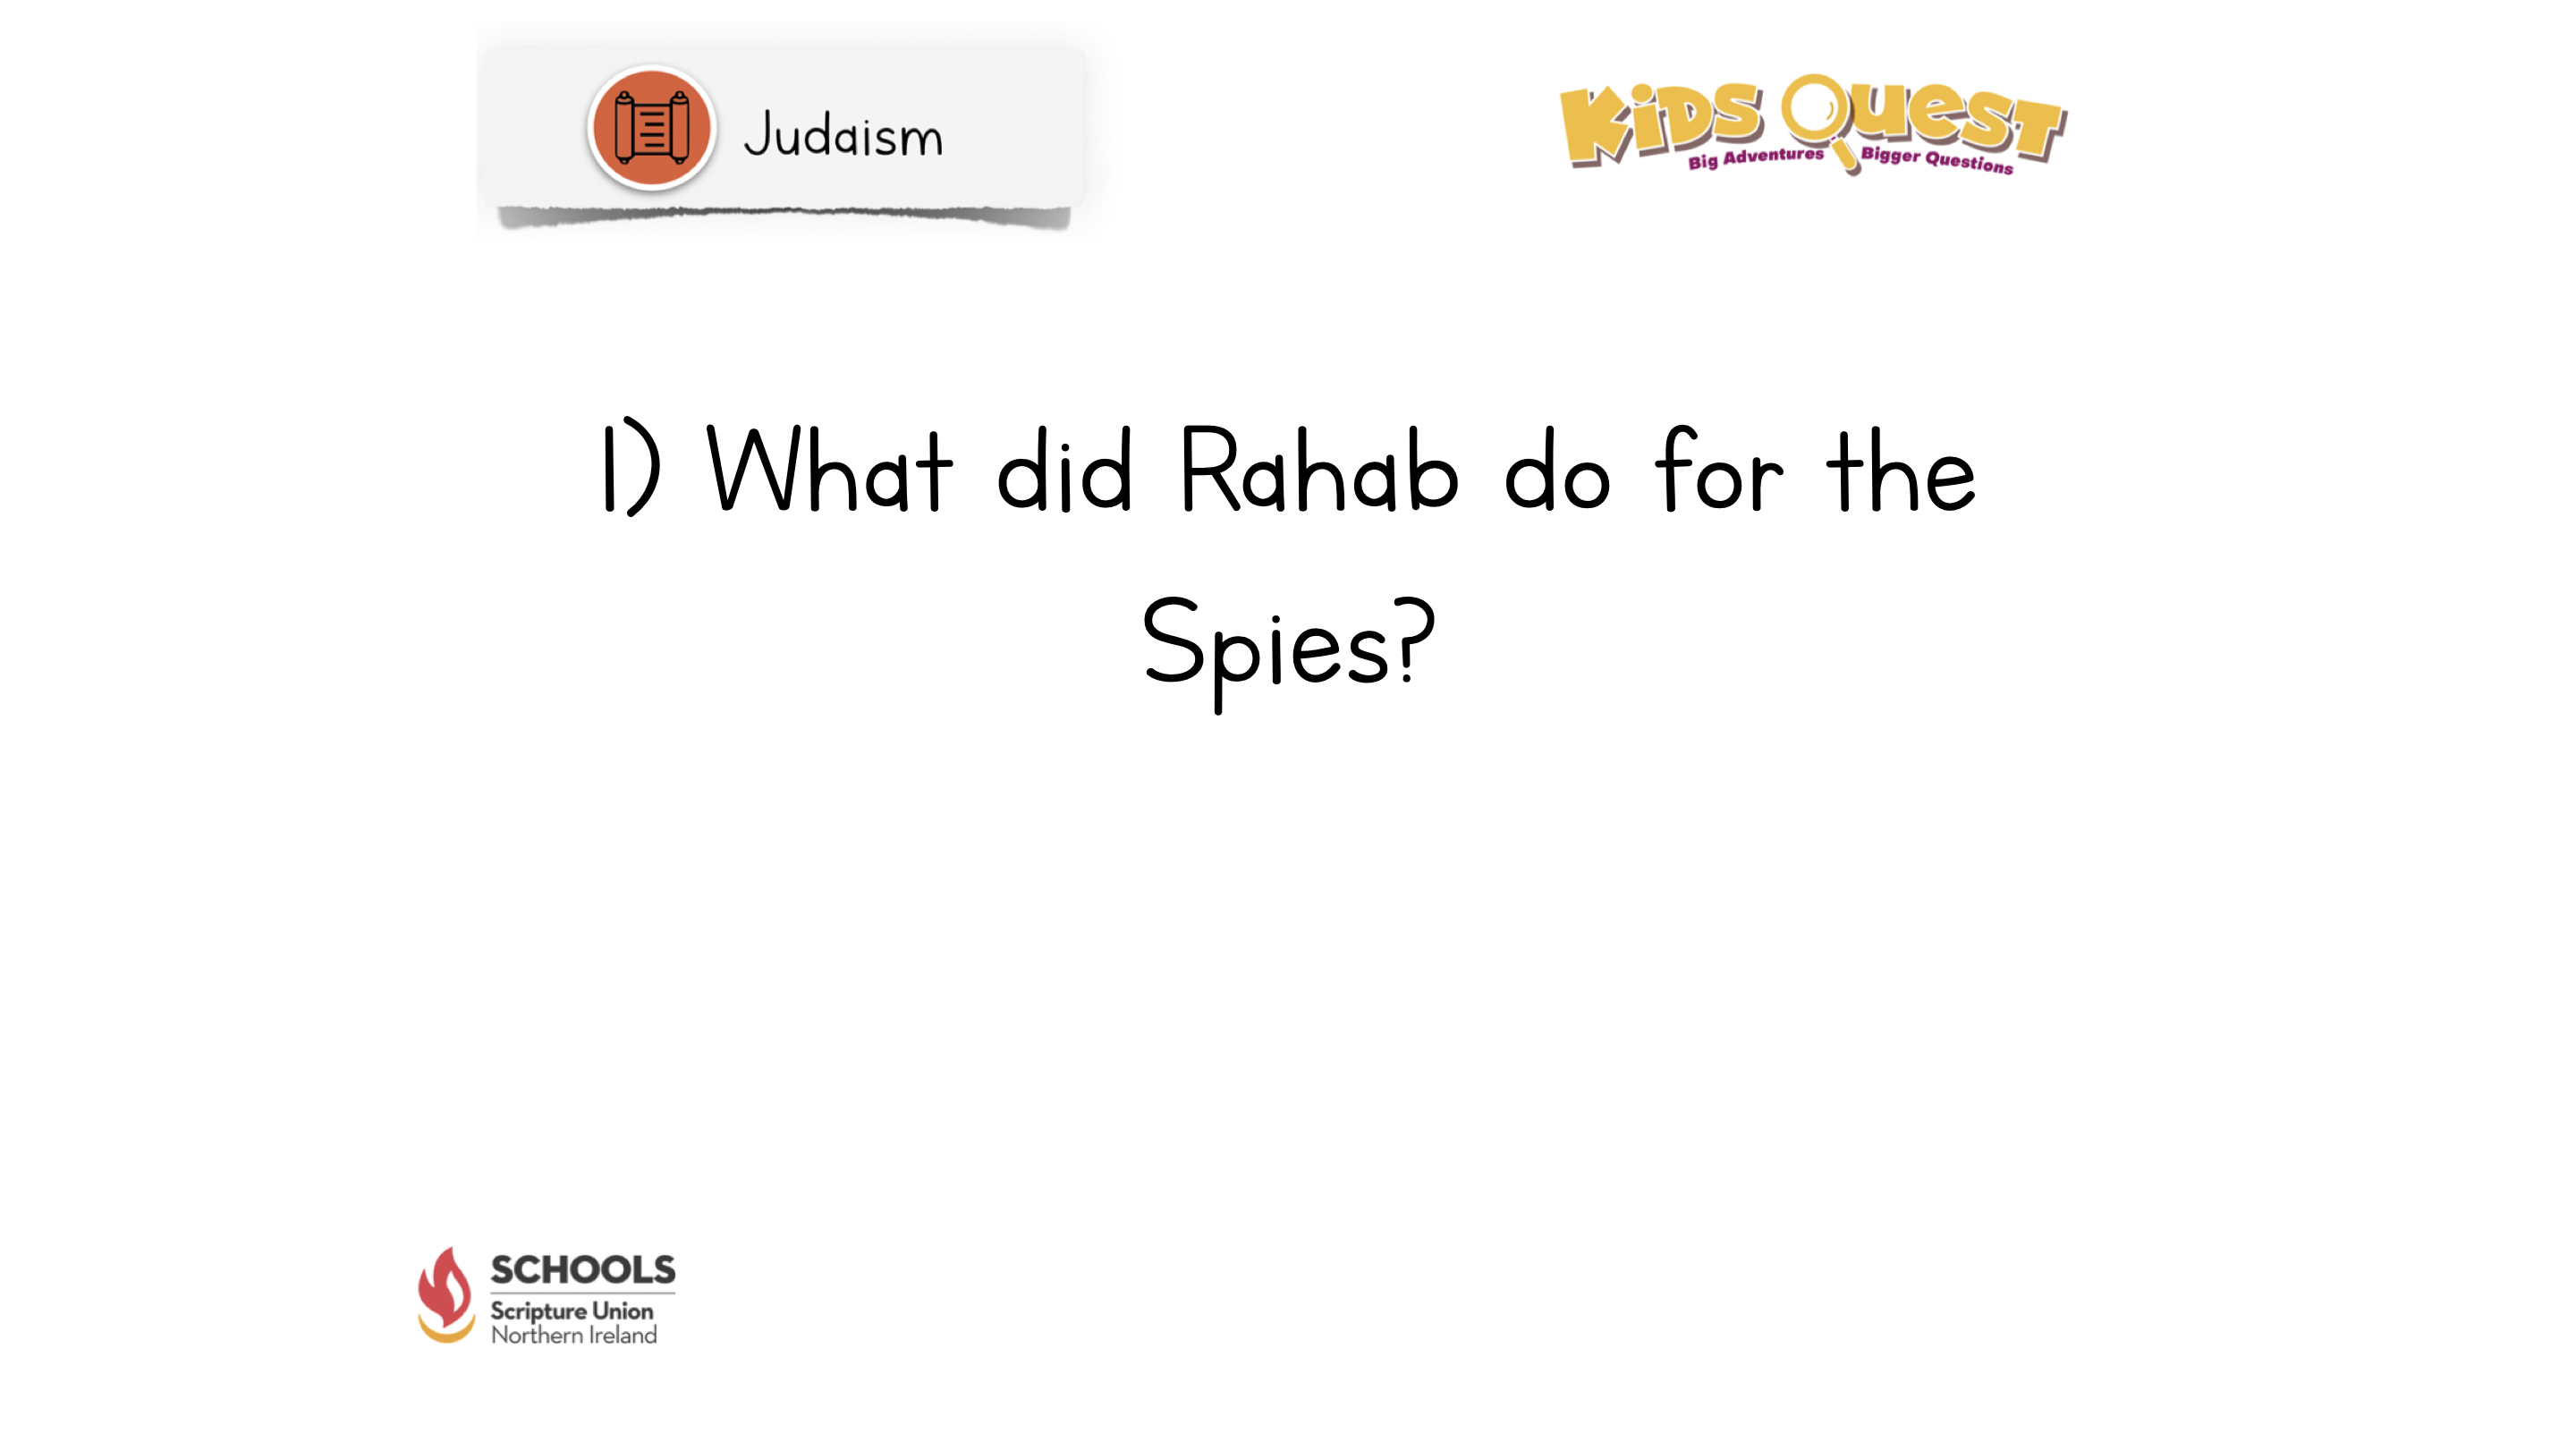 Judaism
KiDS QUEST
Big Adventures Bigger Questions
1) What did Rahab do for the
Spies?
SCHOOLS
Scripture Union
Northern Ireland